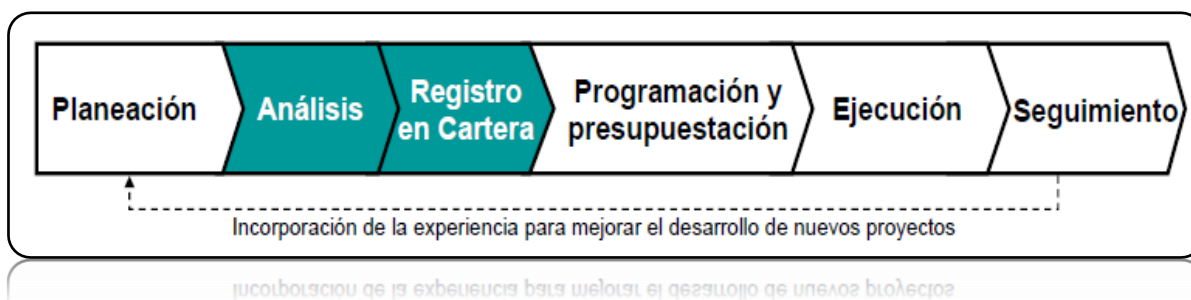 Planeación
Análisis
Registro
en Cartera
Programación y
presupuestación
Ejecución
Seguimiento
Incorporación de la experiencia para mejorar el desarrollo de nuevos proyectos